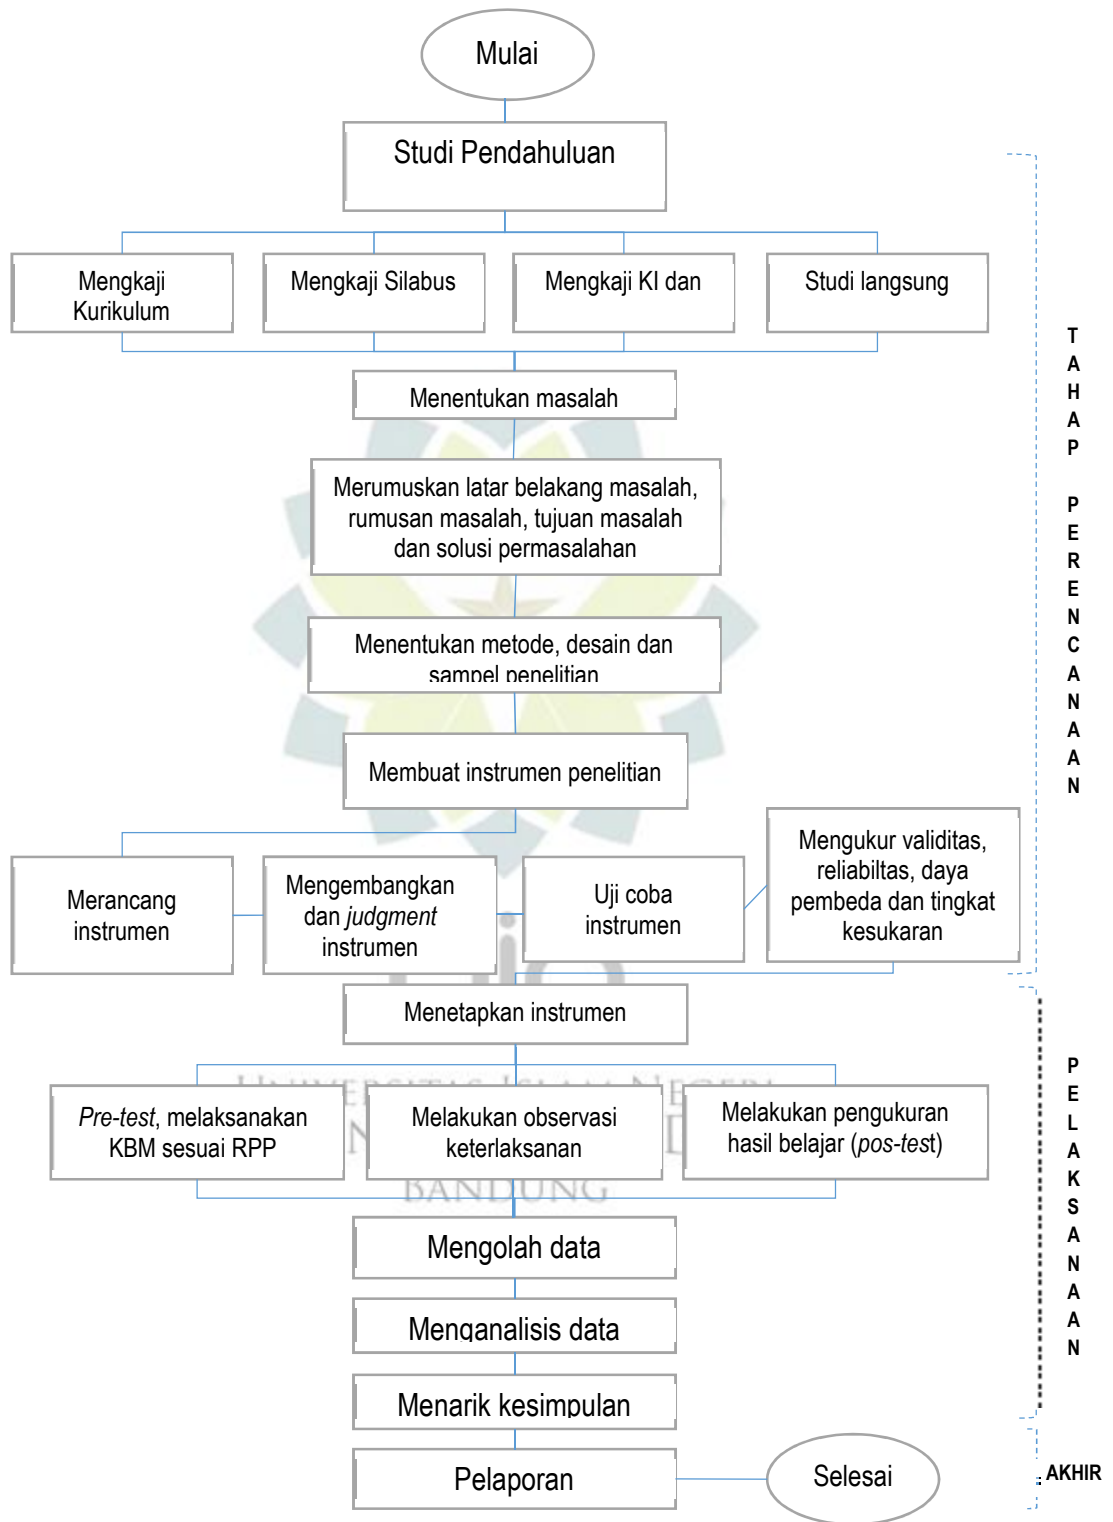 Mulai
Studi Pendahuluan
Mengkaji
Kurikulum
Mengkaji Silabus
Mengkaji KI dan
Studi langsung
Menentukan masalah
Merumuskan latar belakang masalah,
rumusan masalah, tujuan masalah
dan solusi permasalahan
Menentukan metode, desain dan
sampel penelitian
Membuat instrumen penelitian
Merancang
instrumen
Mengembangkan
dan judgment
instrumen
Uji coba
instrumen
Mengukur validitas,
reliabiltas, daya
pembeda dan tingkat
kesukaran
TAHAP PERENCANAAN
Menetapkan instrumen
UNIVERSITAS ISLAM NEGERI
BANDUNG
Pre-test, melaksanakan
KBM sesuai RPP
Melakukan observasi
keterlaksanan
Melakukan pengukuran
hasil belajar (pos-test)
Mengolah data
Menganalisis data
Menarik kesimpulan
PELAKSANAAN
Pelaporan
Selesai
AKHIR